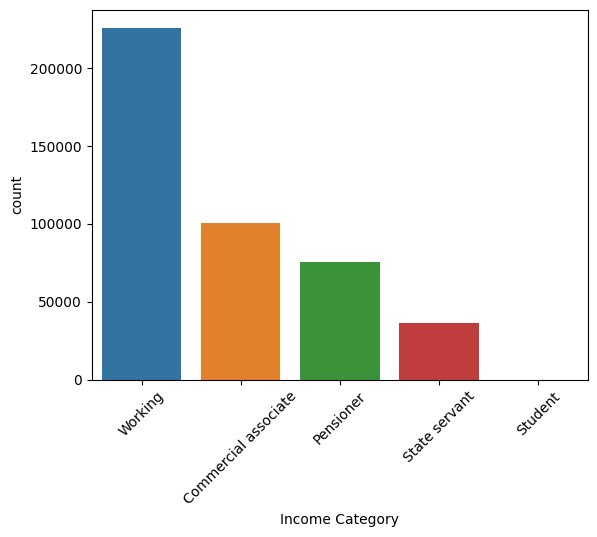 200000
150000
100000
50000
0
count
Working
Commercial associate
Pensioner
State servant
Student
Income Category